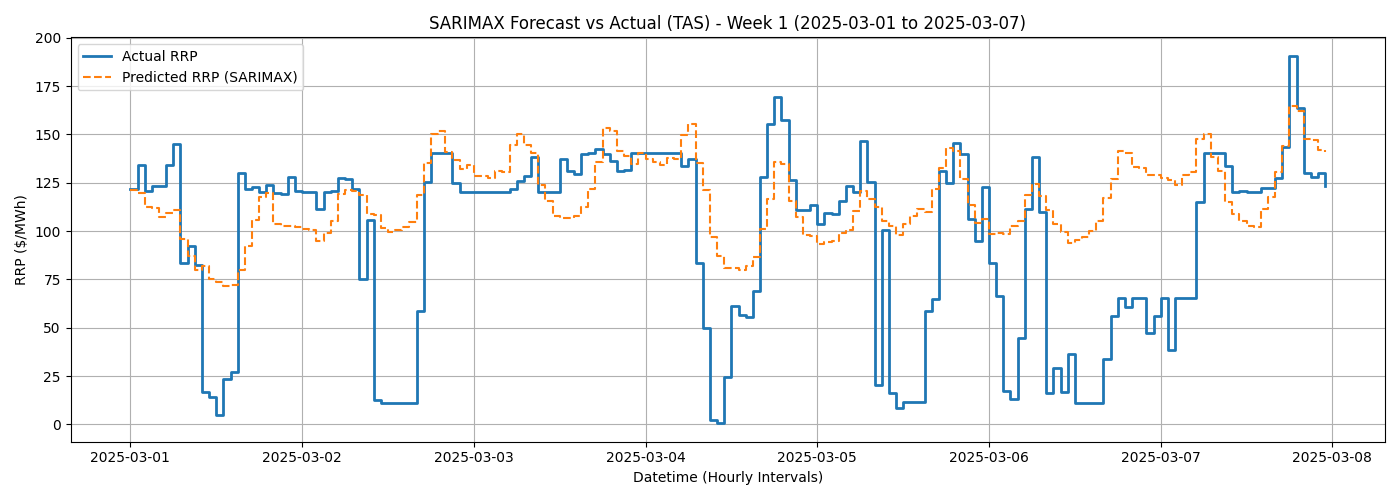 SARIMAX Forecast vs Actual (TAS) - Week 1 (2025-03-01 to 2025-03-07)
Actual RRP
Predicted RRP (SARIMAX)
RRP ($/MWh)
200
175
150
125
100
75
50
25
0
2025-03-01 2025-03-02 2025-03-03 2025-03-04 2025-03-05 2025-03-06 2025-03-07 2025-03-08
Datetime (Hourly Intervals)